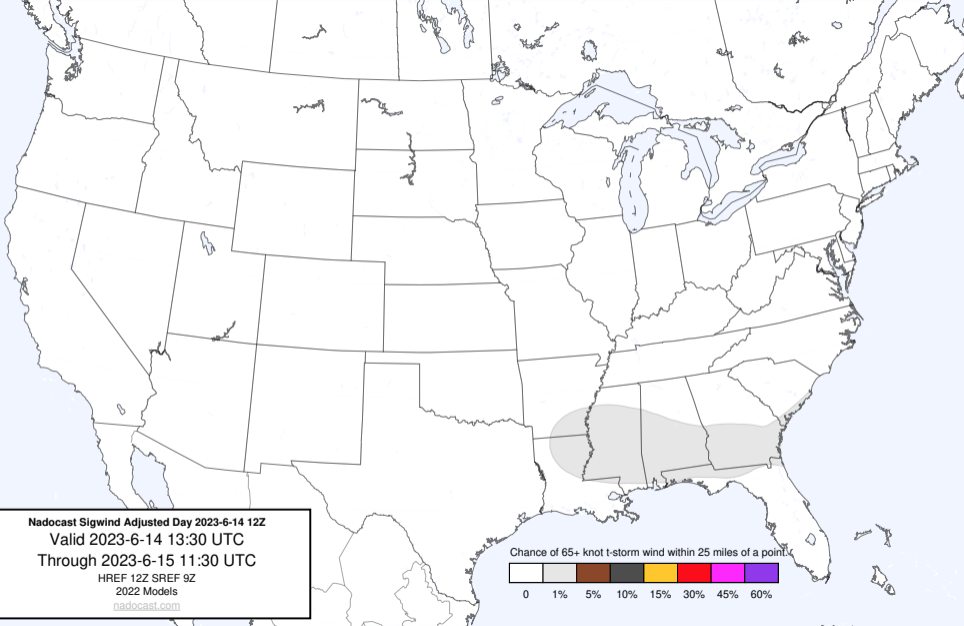 Nadocast Sigwind Adjusted Day 2023-6-14 12Z
Valid 2023-6-14 13:30 UTC
Through 2023-6-15 11:30 UTC
HREF 12Z SREF 9Z
2022 Models
nadocast.com
Chance of 65+ knot t-storm wind within 25 miles of a point.
0 1% 5% 10% 15% 30% 45% 60%